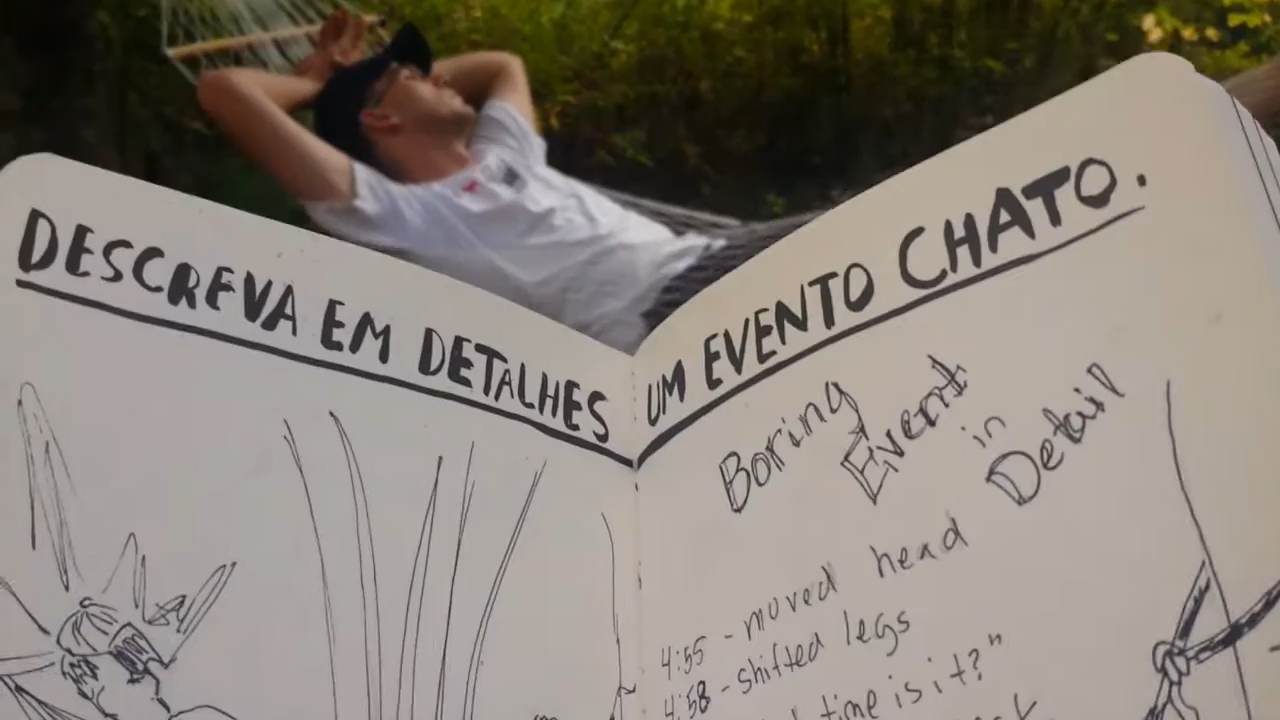 DESCREVA EM DETALHES UM EVENTO CHATO.
Boring
Event
in
Detail
4:55 - moved head
4:58 - shifted legs
time is it?"